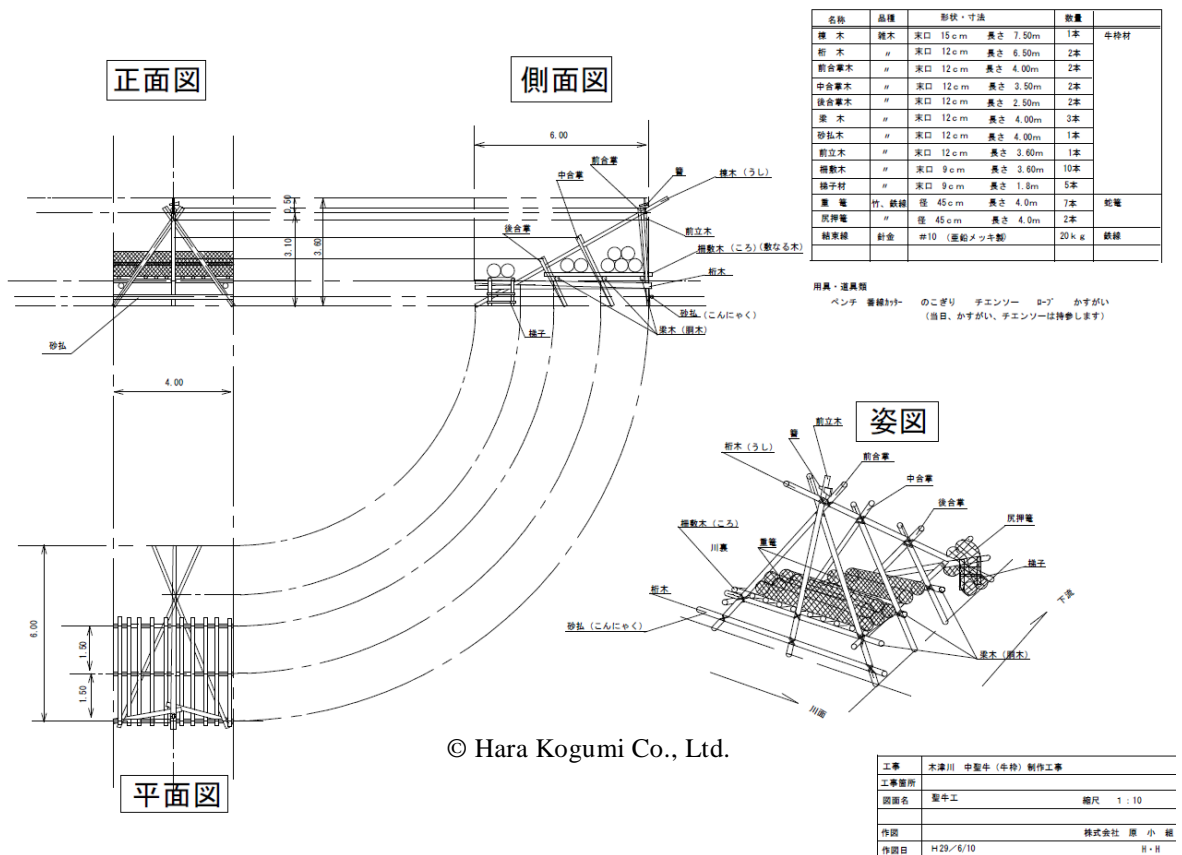 正面図
側面図
6.00
前合掌
中合掌
簪
棟木（うし）
後合掌
前立木
柵敷木（ころ）（敷なる木）
桁木
砂払（こんにゃく）
梁木（胴木）
梯子
0.50
3.10
3.60
砂払
4.00
6.00
1.50
1.50
平面図
名称 品種 形状・寸法 数量
棟 木 雑木 末口 15cm 長さ 7.50m 1本 牛枠材
桁 木 〃 末口 12cm 長さ 6.50m 2本
前合掌木 〃 末口 12cm 長さ 4.00m 2本
中合掌木 〃 末口 12cm 長さ 3.50m 2本
後合掌木 〃 末口 12cm 長さ 2.50m 2本
梁 木 〃 末口 12cm 長さ 4.00m 3本
砂払木 〃 末口 12cm 長さ 4.00m 1本
前立木 〃 末口 12cm 長さ 3.60m 1本
柵敷木 〃 末口 9cm 長さ 3.60m 10本
梯子材 〃 末口 9cm 長さ 1.8m 5本
重 篭 竹、鉄線 径 45cm 長さ 4.0m 7本 蛇篭
尻押篭 〃 径 45cm 長さ 4.0m 2本
結束線 針金 #10 （亜鉛メッキ製） 20kg 鉄線
用具・道具類
ペンチ 番線ｶｯﾀｰ のこぎり チエンソー ﾛｰﾌﾟ かすがい
（当日、かすがい、チエンソーは持参します）
姿図
前立木
簪
桁木（うし）
前合掌
中合掌
後合掌
尻押篭
柵敷木（ころ）
川裏
重篭
梯子
桁木
下流
砂払（こんにゃく）
梁木（胴木）
川面
© Hara Kogumi Co., Ltd.
工事 木津川 中聖牛（牛枠）制作工事
工事箇所
図面名 聖牛工 縮尺 1：10
作図 株式会社 原 小 組
作図日 H29/6/10 H・H